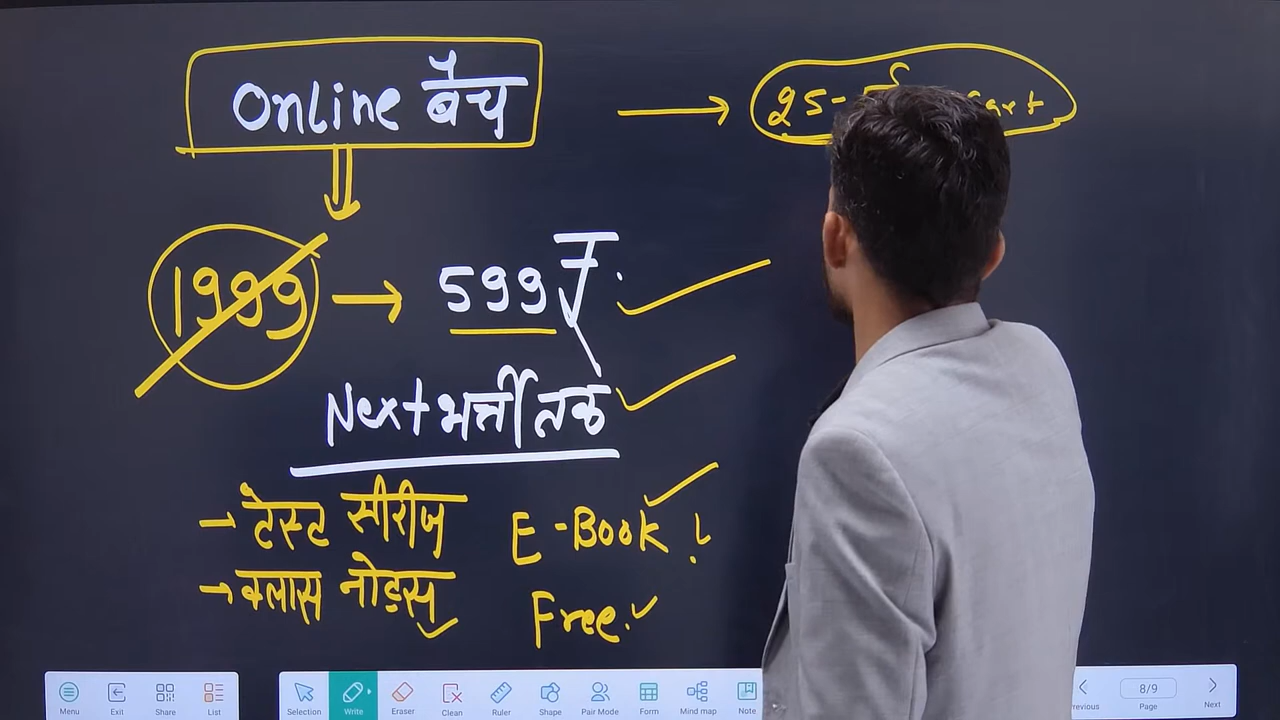 Online बैच
25-
1999
599 ₹
Next भर्त्ती तक
→ टेस्ट सीरीज
E-Book !
→ क्लास नोट्स
Free.
Menu
Exit
Share
List
Selection
Write
Eraser
Clean
Ruler
Shape
Pair Mode
Form
Mind map
Note
8/9
Page
Next